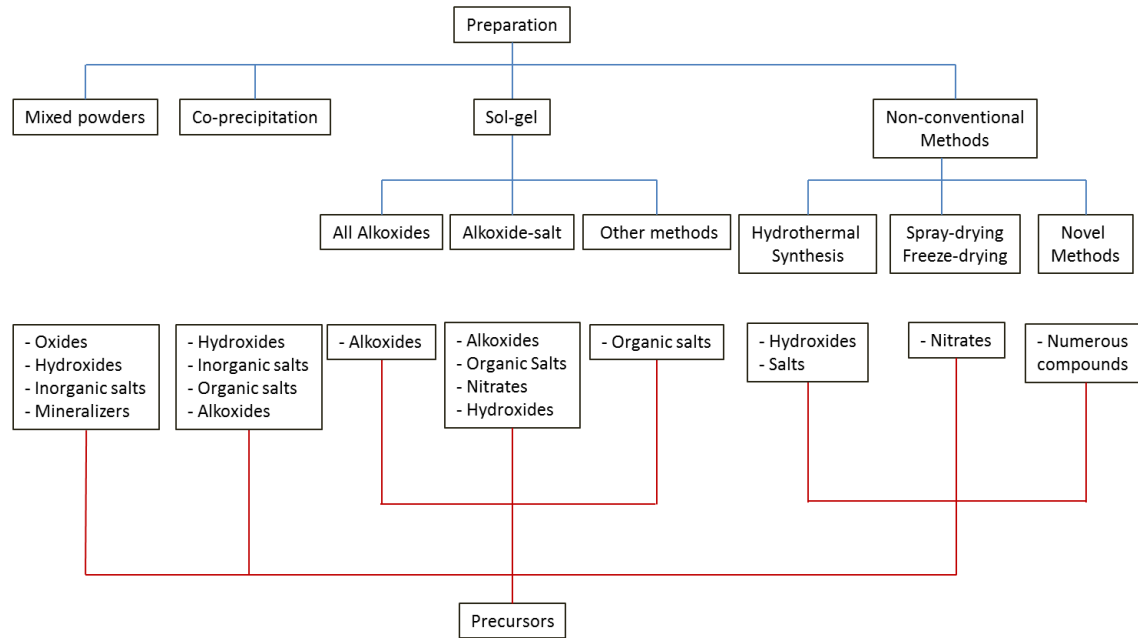 Preparation
Mixed powders
Co-precipitation
Sol-gel
Non-conventional
Methods
All Alkoxides
Alkoxide-salt
Other methods
Hydrothermal
Synthesis
Spray-drying
Freeze-drying
Novel
Methods
- Oxides
- Hydroxides
- Inorganic salts
- Mineralizers
- Hydroxides
- Inorganic salts
- Organic salts
- Alkoxides
- Alkoxides
- Alkoxides
- Organic Salts
- Nitrates
- Hydroxides
- Organic salts
- Hydroxides
- Salts
- Nitrates
- Numerous
compounds
Precursors